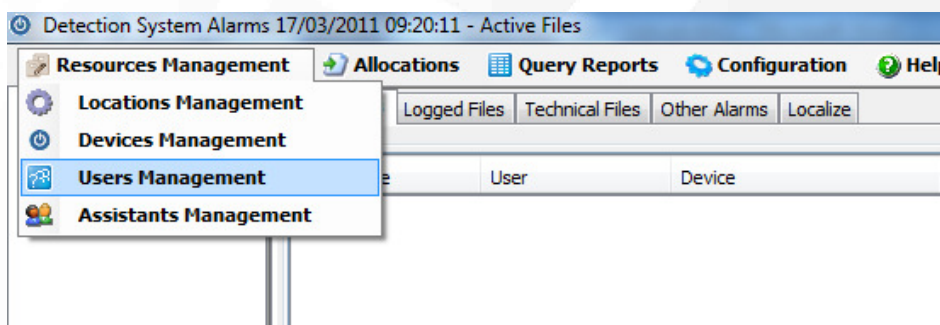 Detection System Alarms 17/03/2011 09:20:11 - Active Files
Resources Management Allocations Query Reports Configuration Hel
Locations Management
Logged Files Technical Files Other Alarms Localize
Devices Management
Users Management
e User Device
Assistants Management